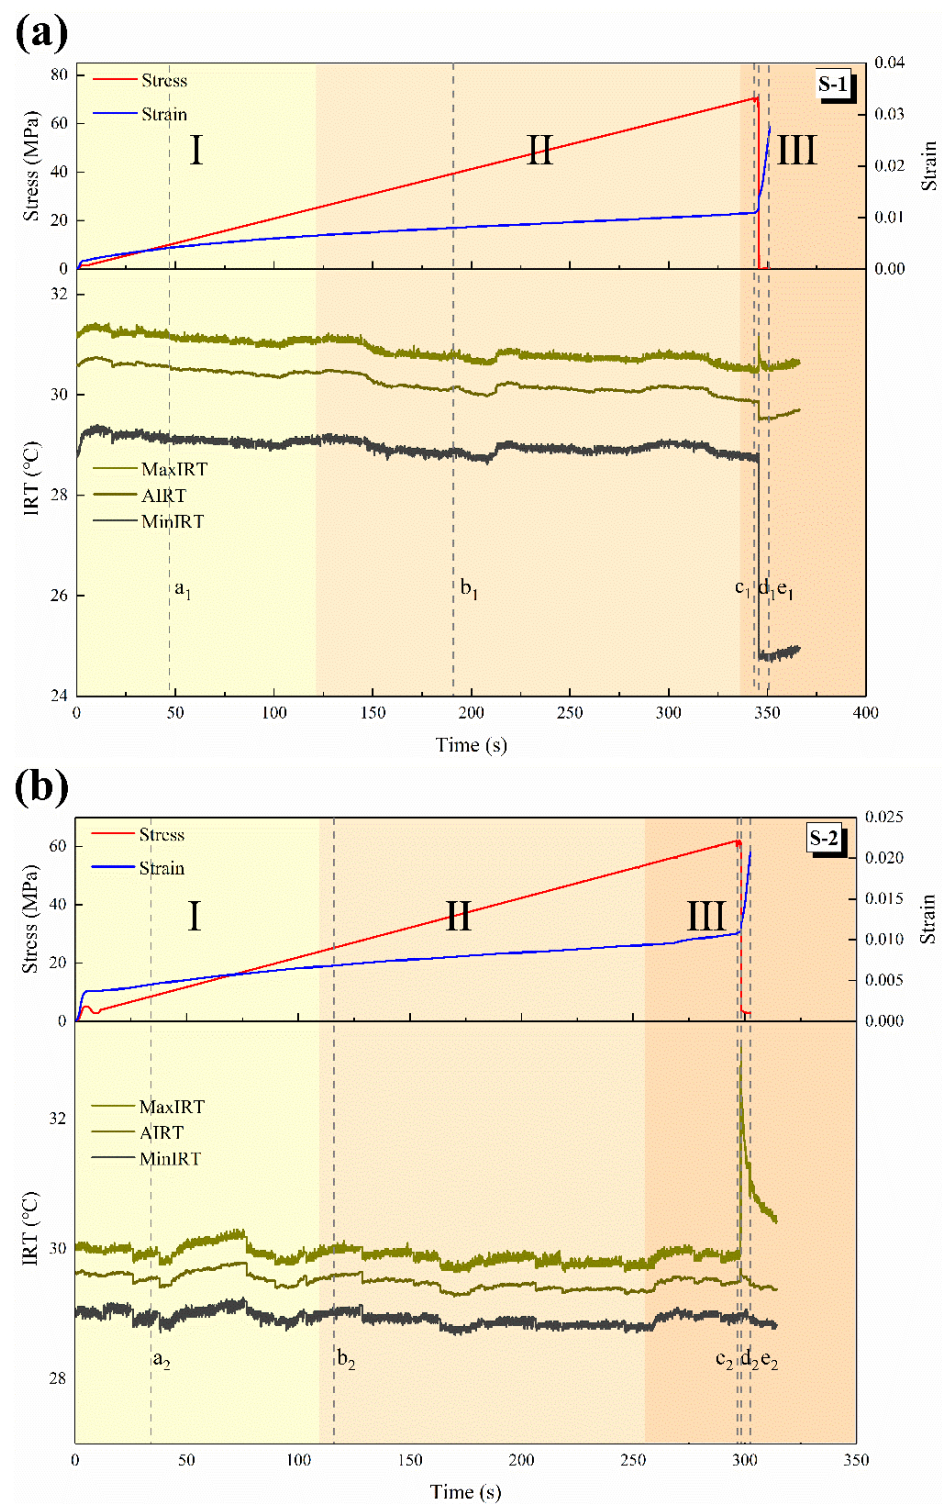 (a)
80
60
40
20
0
Stress (MPa)
Stress
Strain
I
II
III
S-1
0.04
0.03
0.02
0.01
0.00
Strain
32
30
28
26
24
IRT (°C)
MaxIRT
AIRT
MinIRT
a1
b1
c1
d1
e1
0
50
100
150
200
250
300
350
400
Time (s)
(b)
60
40
20
0
Stress (MPa)
Stress
Strain
I
II
III
S-2
0.025
0.020
0.015
0.010
0.005
0.000
Strain
32
30
28
IRT (°C)
MaxIRT
AIRT
MinIRT
a2
b2
c2
d2
e2
0
50
100
150
200
250
300
350
Time (s)